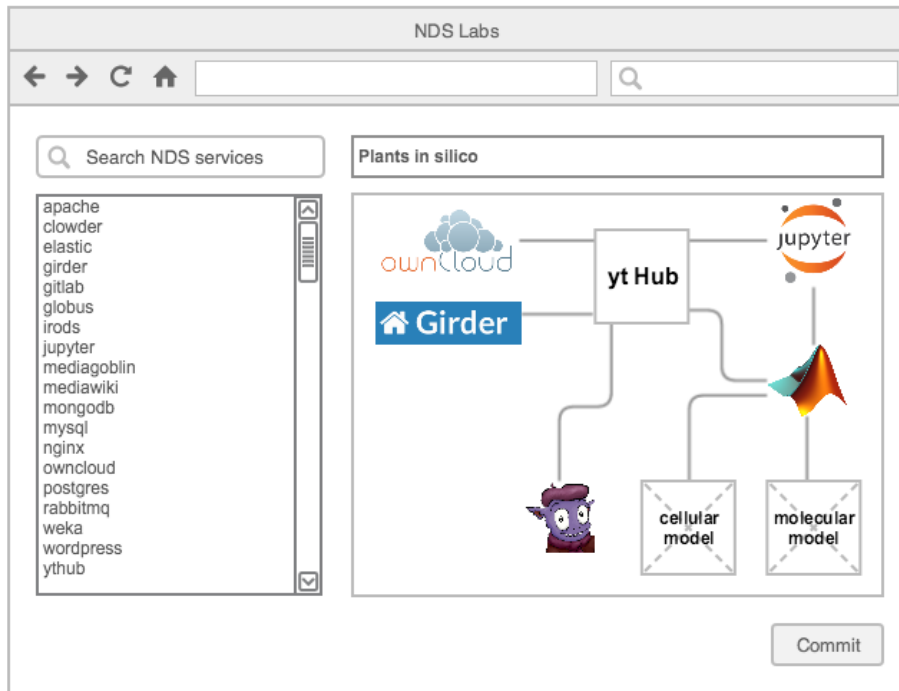 NDS Labs
Search NDS services
Plants in silico
apache
clowder
elastic
girder
gitlab
globus
irods
jupyter
mediagoblin
mediawiki
mongodb
mysql
nginx
owncloud
postgres
rabbitmq
weka
wordpress
ythub
ownCloud
Girder
yt Hub
jupyter
cellular
model
molecular
model
Commit